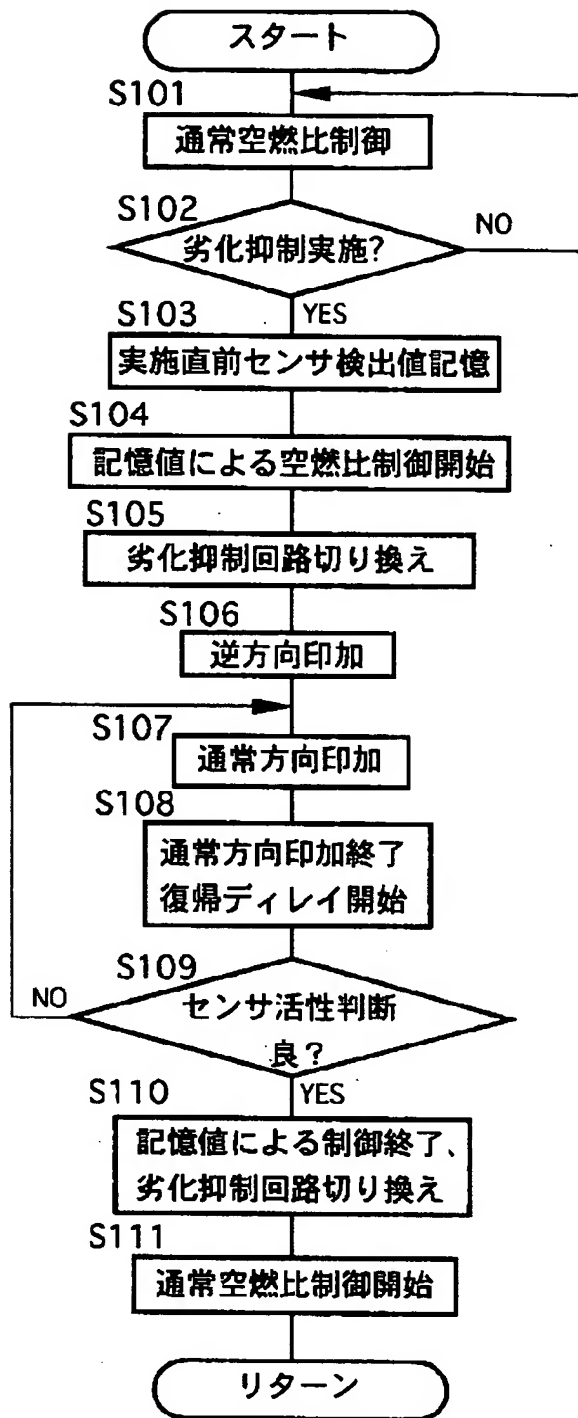 スタート
S101
通常空燃比制御
S102
劣化抑制実施?
NO
YES
S103
実施直前センサ検出値記憶
S104
記憶値による空燃比制御開始
S105
劣化抑制回路切り換え
S106
逆方向印加
S107
通常方向印加
S108
通常方向印加終了
復帰ディレイ開始
S109
NO
センサ活性判断
良?
YES
S110
記憶値による制御終了、
劣化抑制回路切り換え
S111
通常空燃比制御開始
リターン